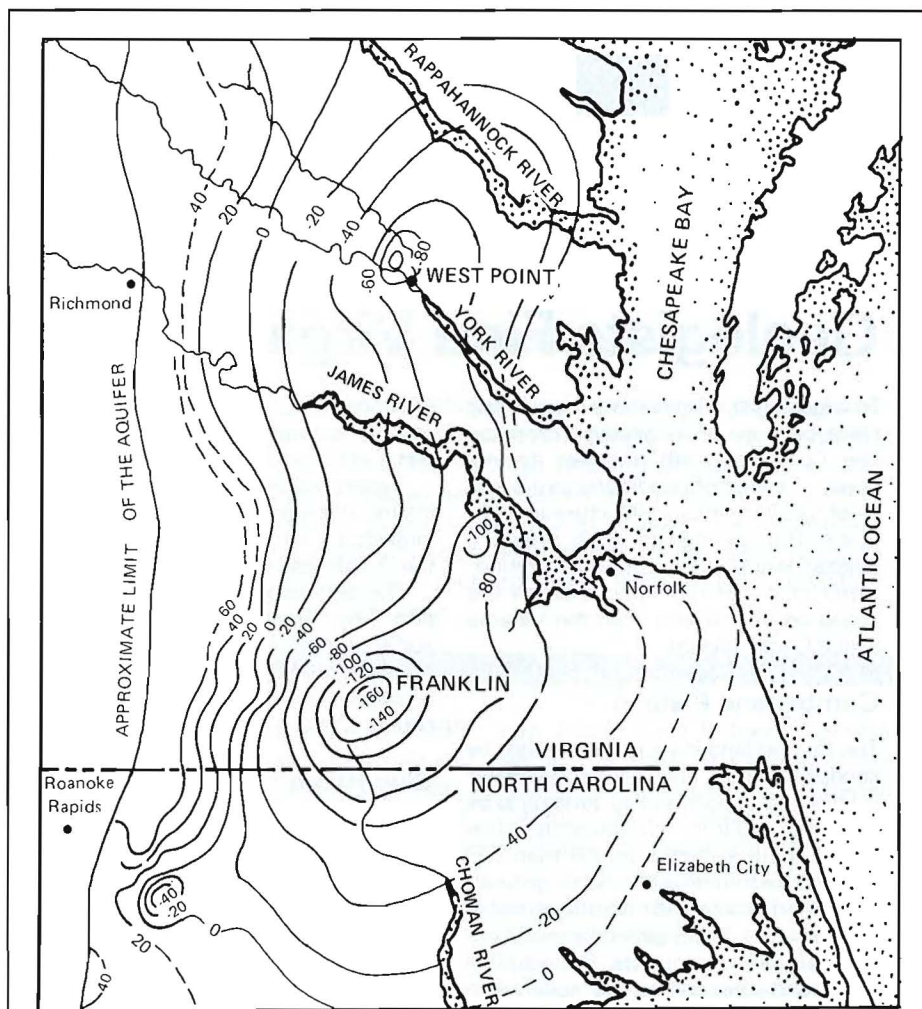 RAPPAHANNOCK RIVER
CHESAPEAKE BAY
ATLANTIC OCEAN
40
20
0
-20
-40
-60
-80
WEST POINT
YORK RIVER
Richmond
JAMES RIVER
APPROXIMATE LIMIT OF THE AQUIFER
-100
-80
Norfolk
60
40
20
0
-20
-40
-60
-80
-100
-120
-160
-140
FRANKLIN
VIRGINIA
NORTH CAROLINA
Roanoke
Rapids
-40
Elizabeth City
CHOWAN RIVER
-40
-20
0
20
40
-20
0